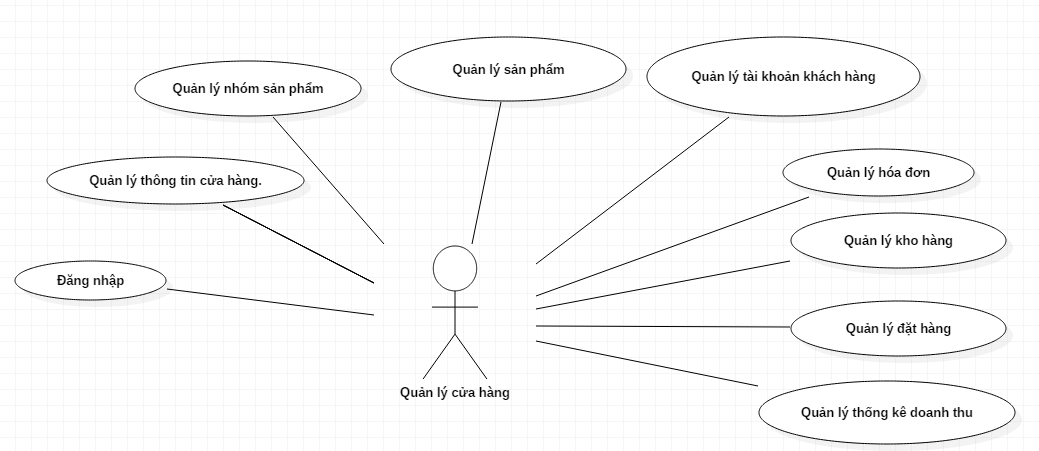 Quản lý sản phẩm
Quản lý tài khoản khách hàng
Quản lý nhóm sản phẩm
Quản lý hóa đơn
Quản lý thông tin cửa hàng.
Quản lý kho hàng
Đăng nhập
Quản lý đặt hàng
Quản lý cửa hàng
Quản lý thống kê doanh thu